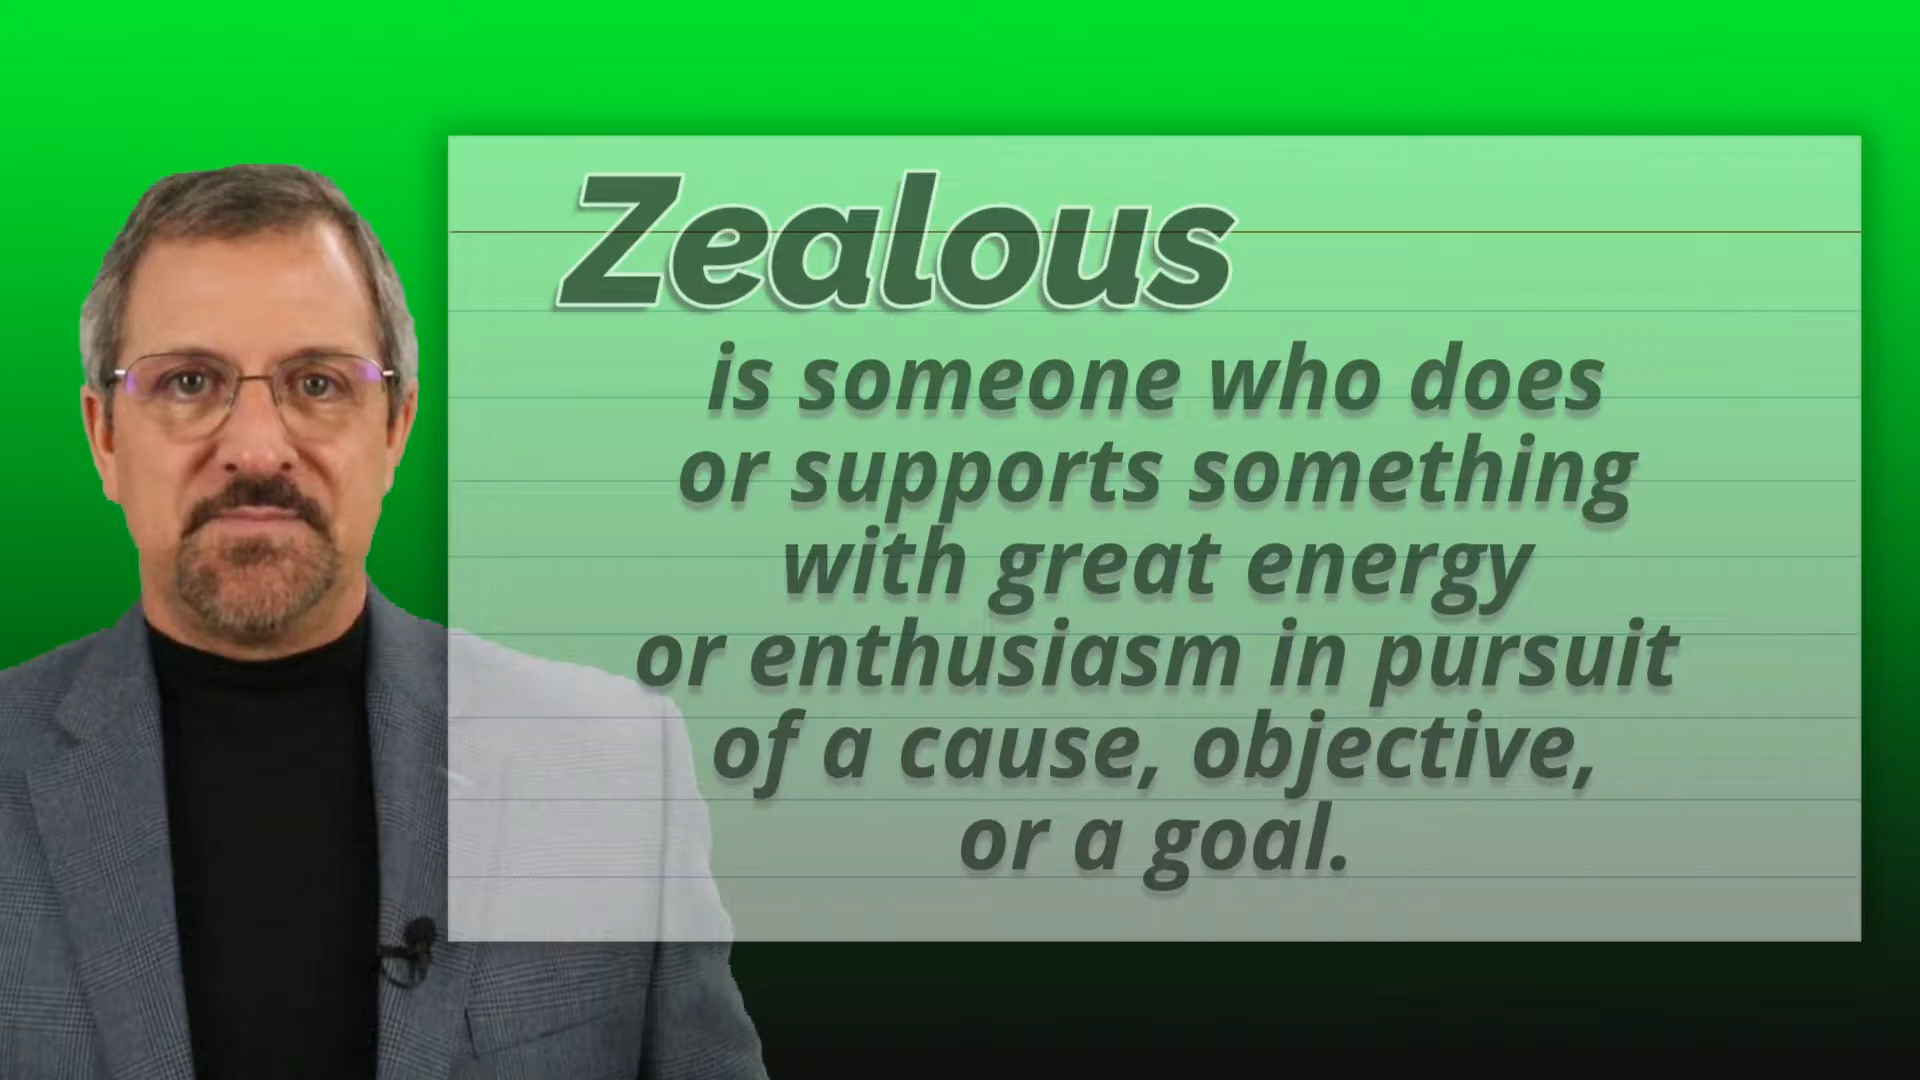 Zealous
is someone who does
or supports something
with great energy
or enthusiasm in pursuit
of a cause, objective,
or a goal.